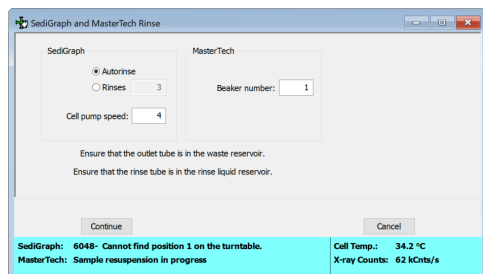 SediGraph and MasterTech Rinse
SediGraph
MasterTech
Autorinse
Rinses 3
Beaker number: 1
Cell pump speed: 4
Ensure that the outlet tube is in the waste reservoir.
Ensure that the rinse tube is in the rinse liquid reservoir.
Continue
Cancel
SediGraph: 6048- Cannot find position 1 on the turntable.
Cell Temp.: 34.2 °C
MasterTech: Sample resuspension in progress
X-ray Counts: 62 kCnts/s